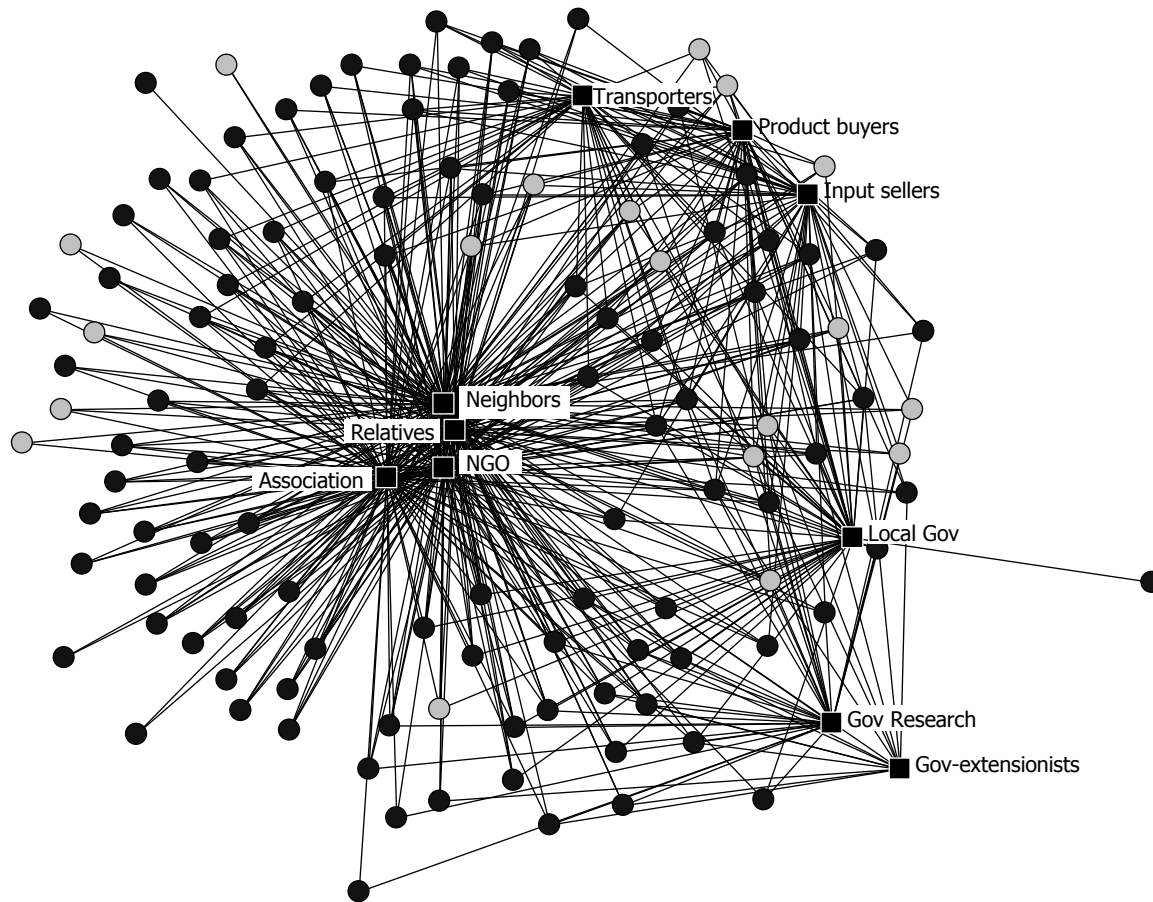 Transporters
Product buyers
Input sellers
Neighbors
Relatives
NGO
Association
Local Gov
Gov Research
Gov-extensionists